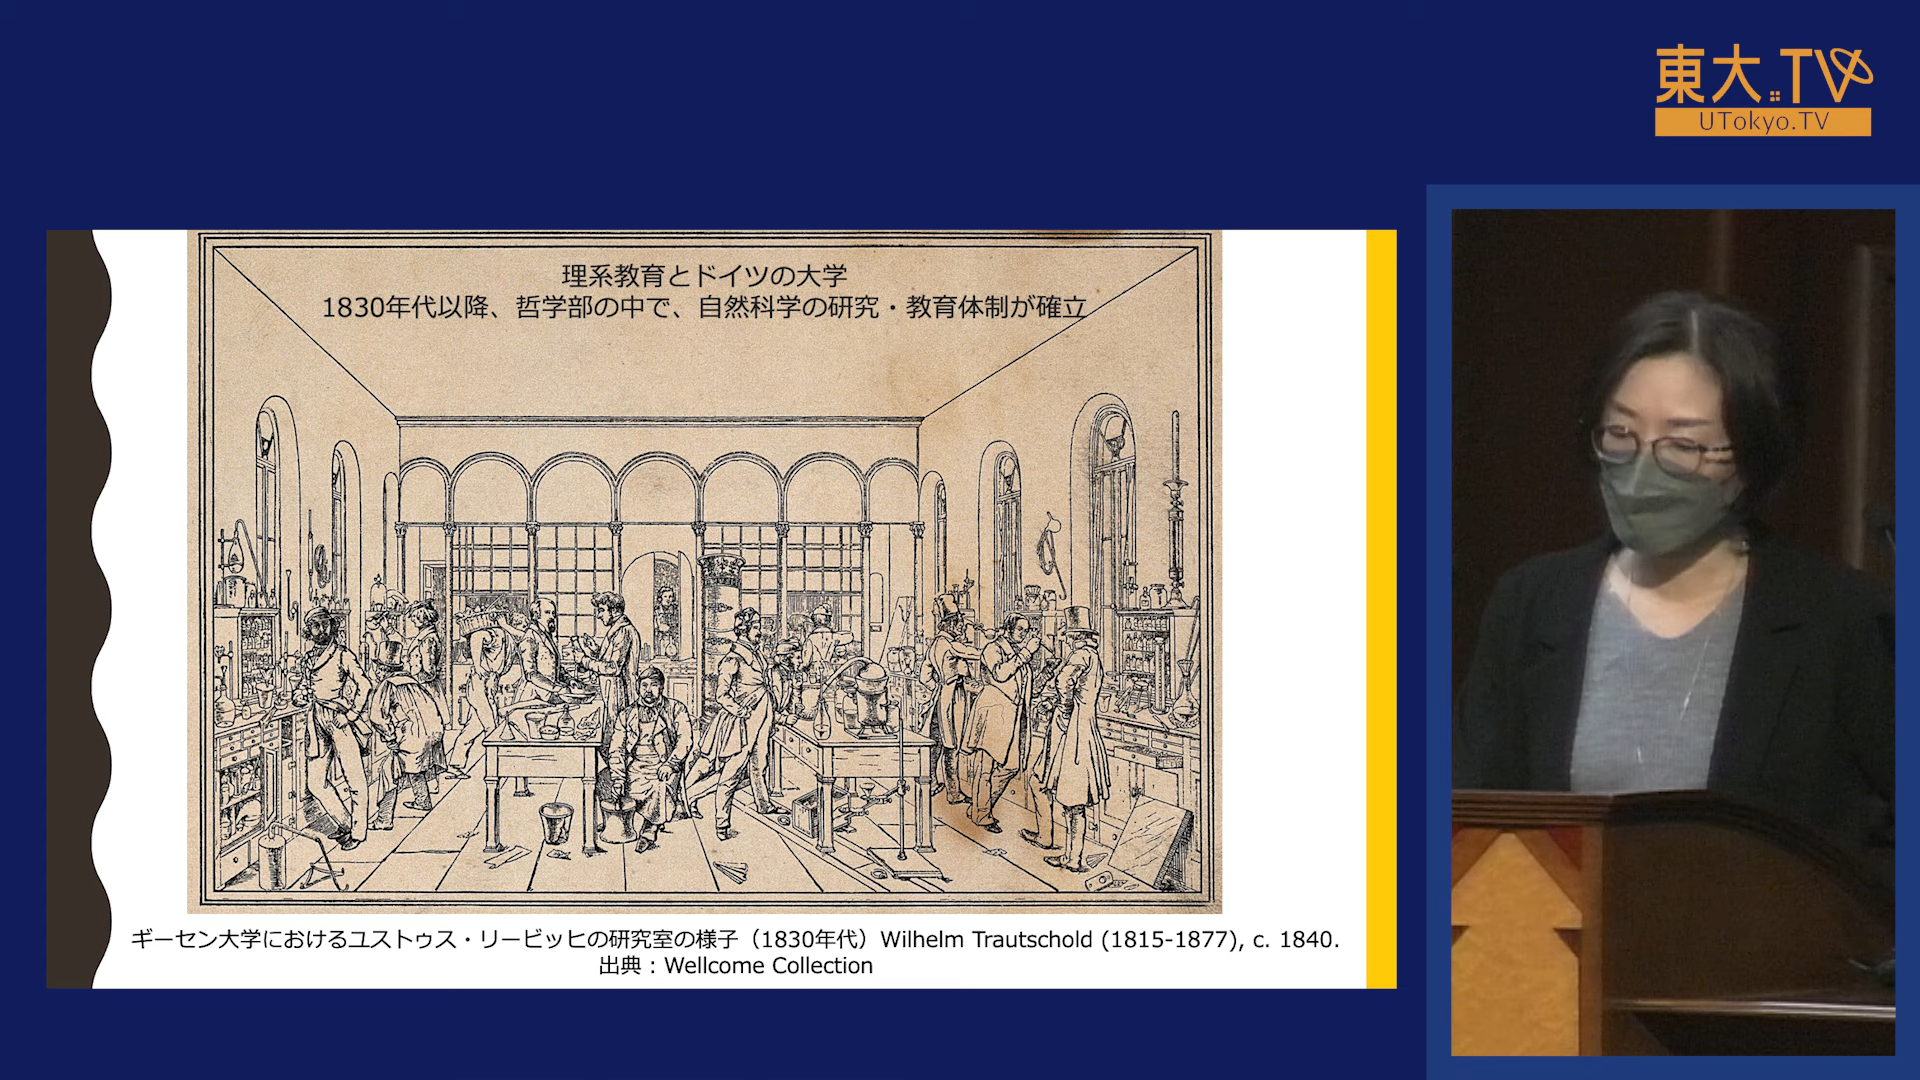 東大TV
UTokyo.TV
理系教育とドイツの大学
1830年代以降、哲学部の中で、自然科学の研究・教育体制が確立
ギーセン大学におけるユストゥス・リービッヒの研究室の様子（1830年代）Wilhelm Trautschold (1815-1877), c. 1840.
出典：Wellcome Collection